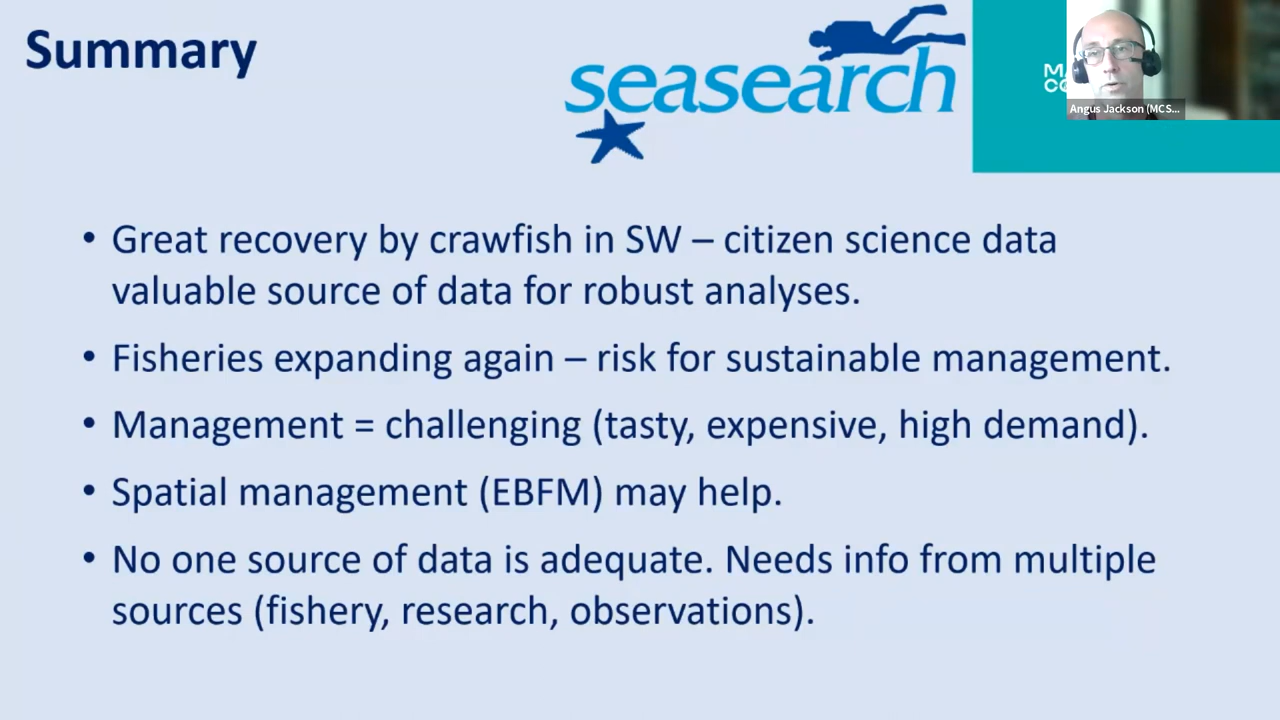 Summary
seasearch
Angus Jackson (MCS...
• Great recovery by crawfish in SW – citizen science data
valuable source of data for robust analyses.
• Fisheries expanding again – risk for sustainable management.
• Management = challenging (tasty, expensive, high demand).
• Spatial management (EBFM) may help.
• No one source of data is adequate. Needs info from multiple
sources (fishery, research, observations).